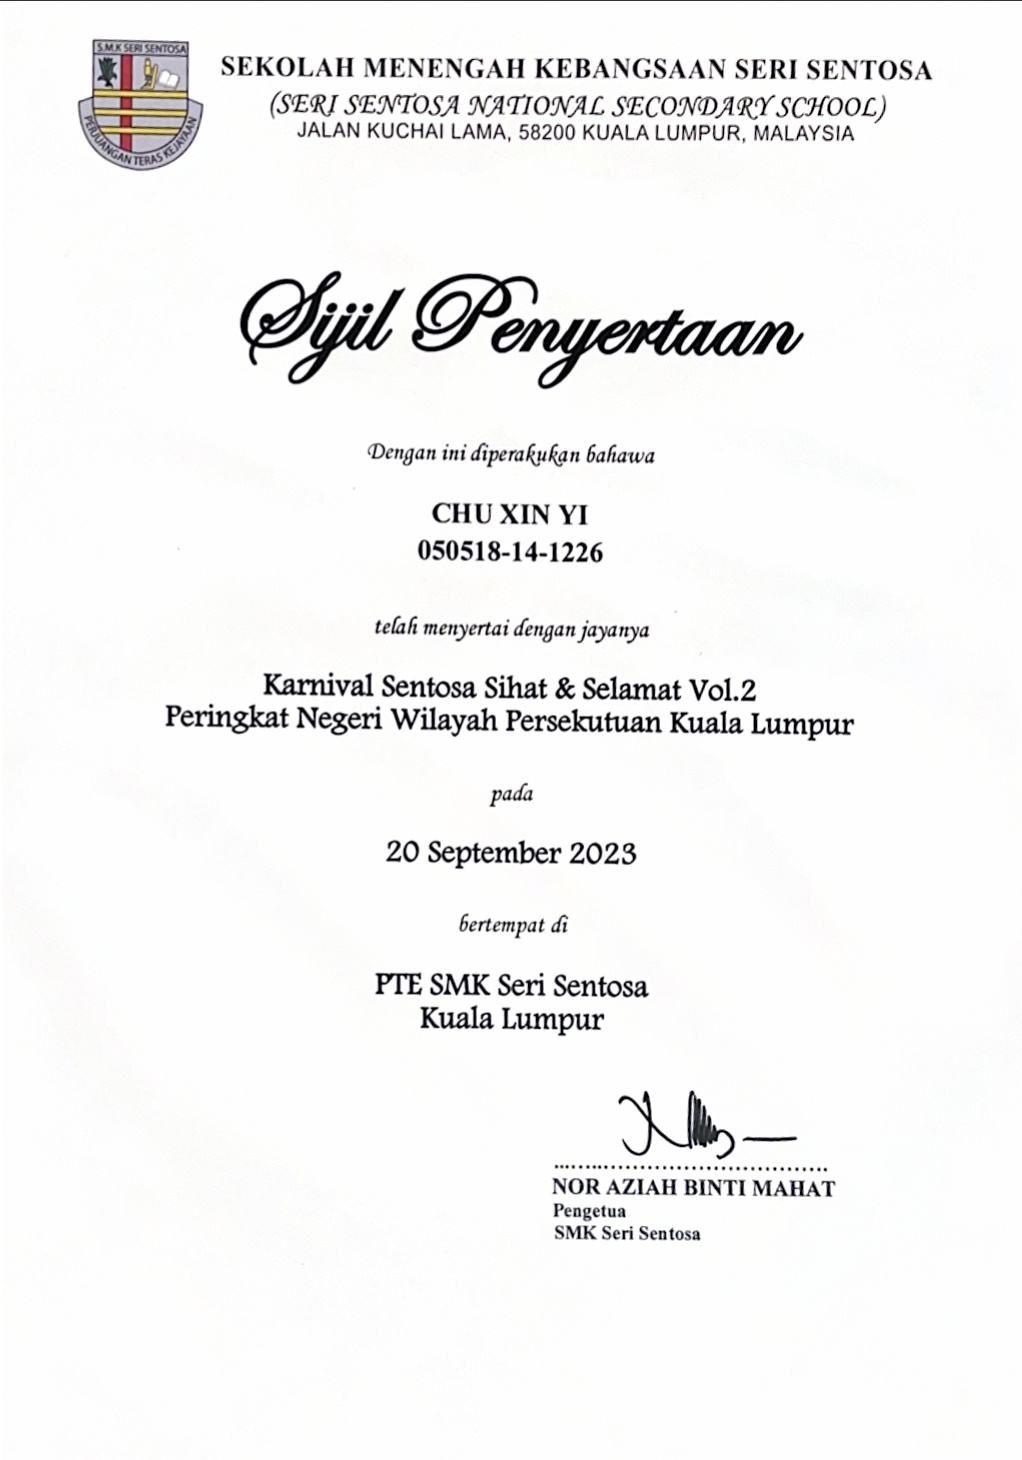 S.M.K SERI SENTOSA
PERJUANGAN TERAS KEJAYAAN
SEKOLAH MENENGAH KEBANGSAAN SERI SENTOSA
(SERI SENTOSA NATIONAL SECONDARY SCHOOL)
JALAN KUCHAI LAMA, 58200 KUALA LUMPUR, MALAYSIA
Sijil Penyertaan
Dengan ini diperakukan bahawa
CHU XIN YI
050518-14-1226
telah menyertai dengan jayanya
Karnival Sentosa Sihat & Selamat Vol.2
Peringkat Negeri Wilayah Persekutuan Kuala Lumpur
pada
20 September 2023
bertempat di
PTE SMK Seri Sentosa
Kuala Lumpur
NOR AZIAH BINTI MAHAT
Pengetua
SMK Seri Sentosa